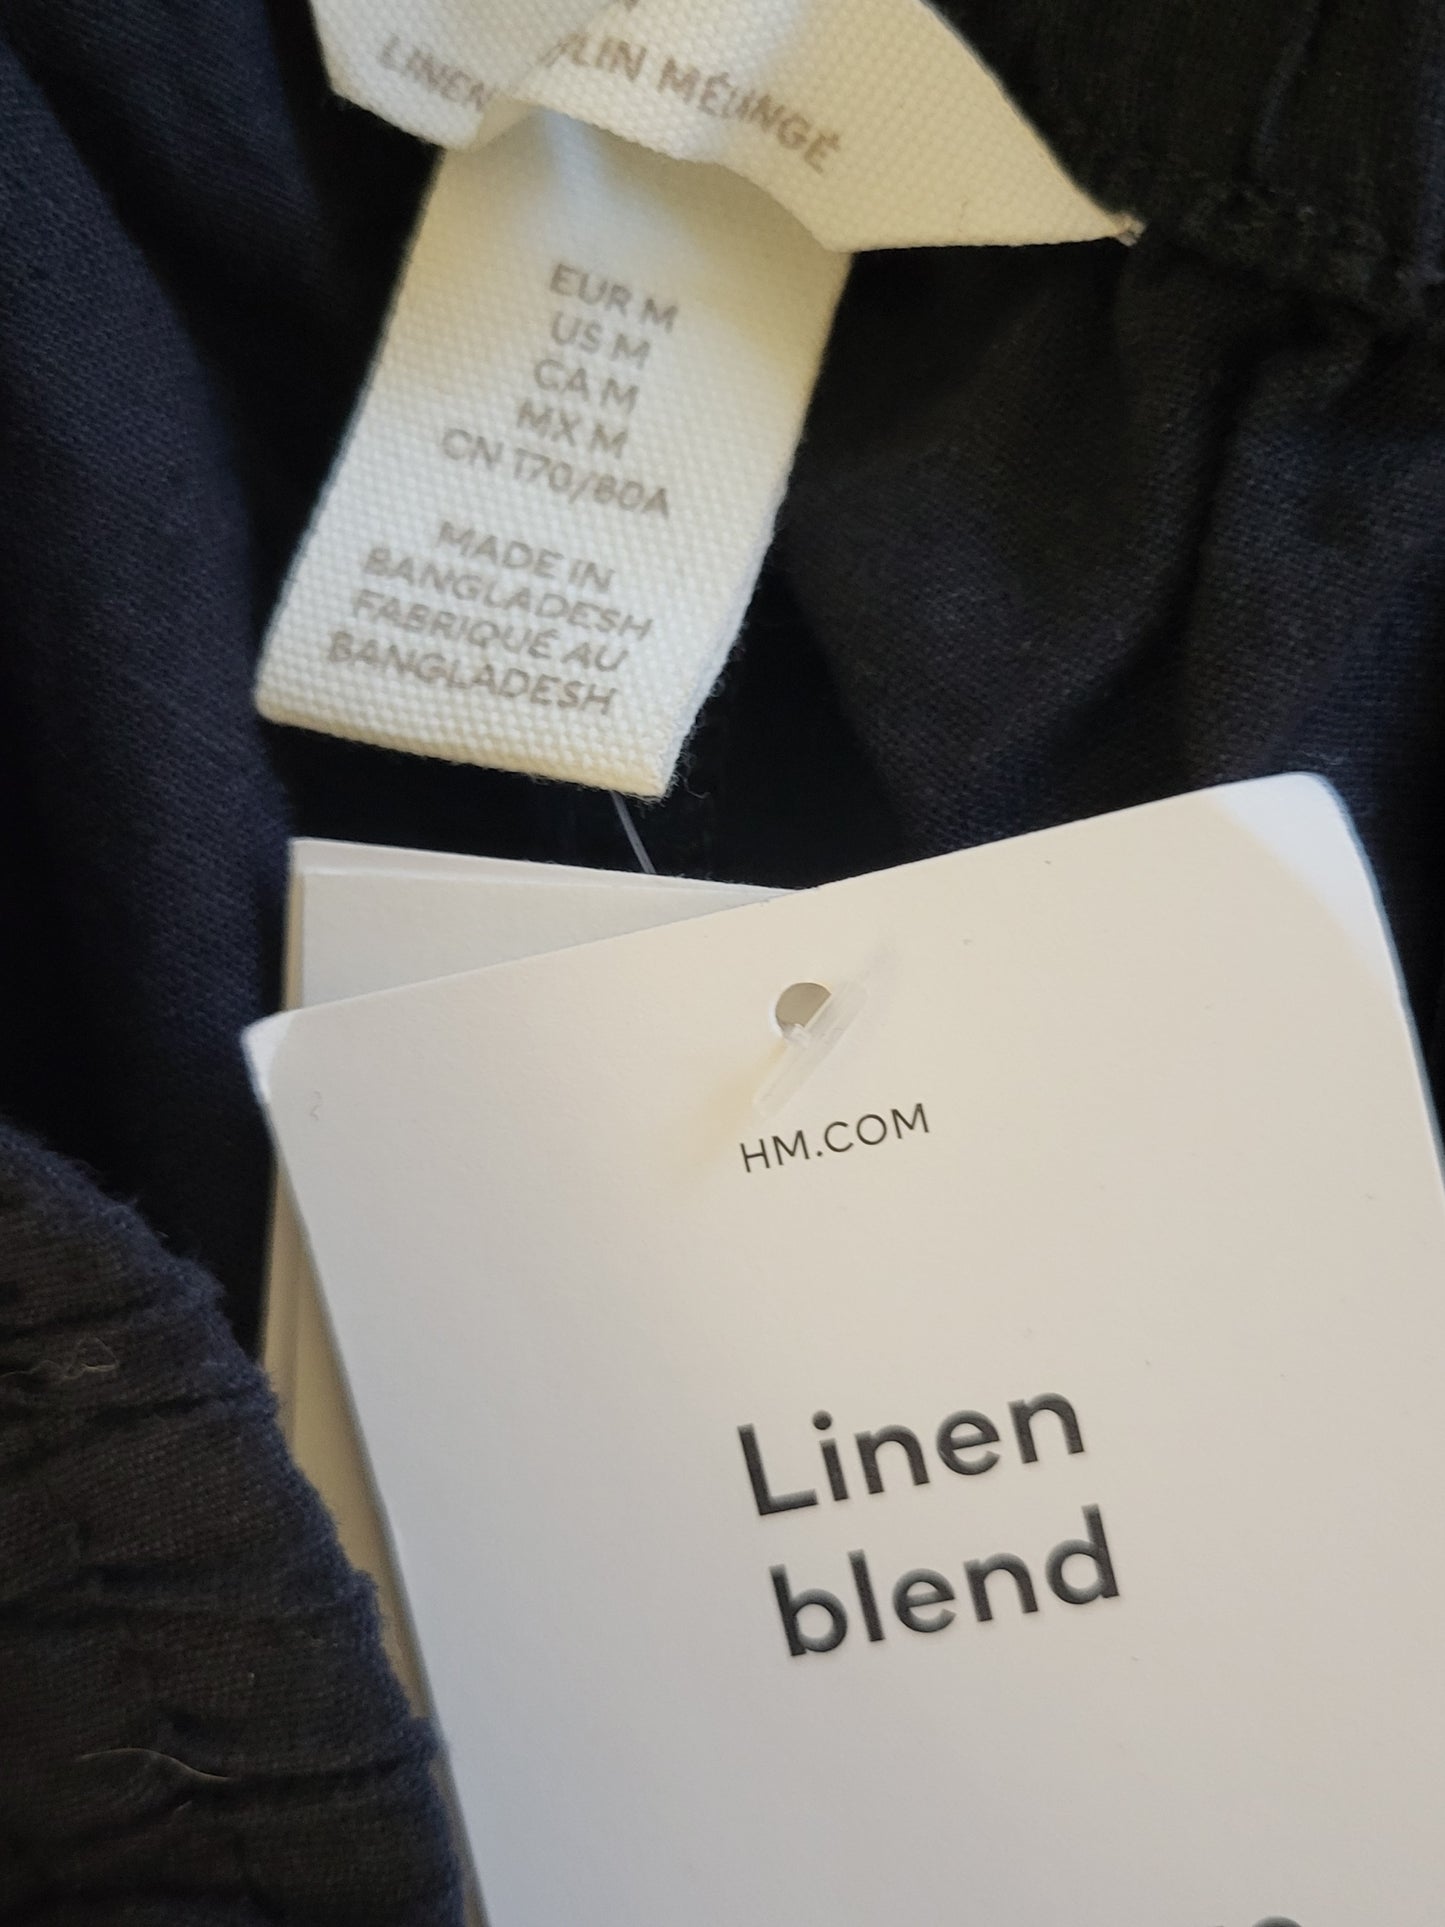 LINEN
LIN MÉLANGÉ
EUR M
US M
CA M
MX M
CN 170/80A
MADE IN
BANGLADESH
FABRIQUÉ AU
BANGLADESH
HM.COM
Linen
blend